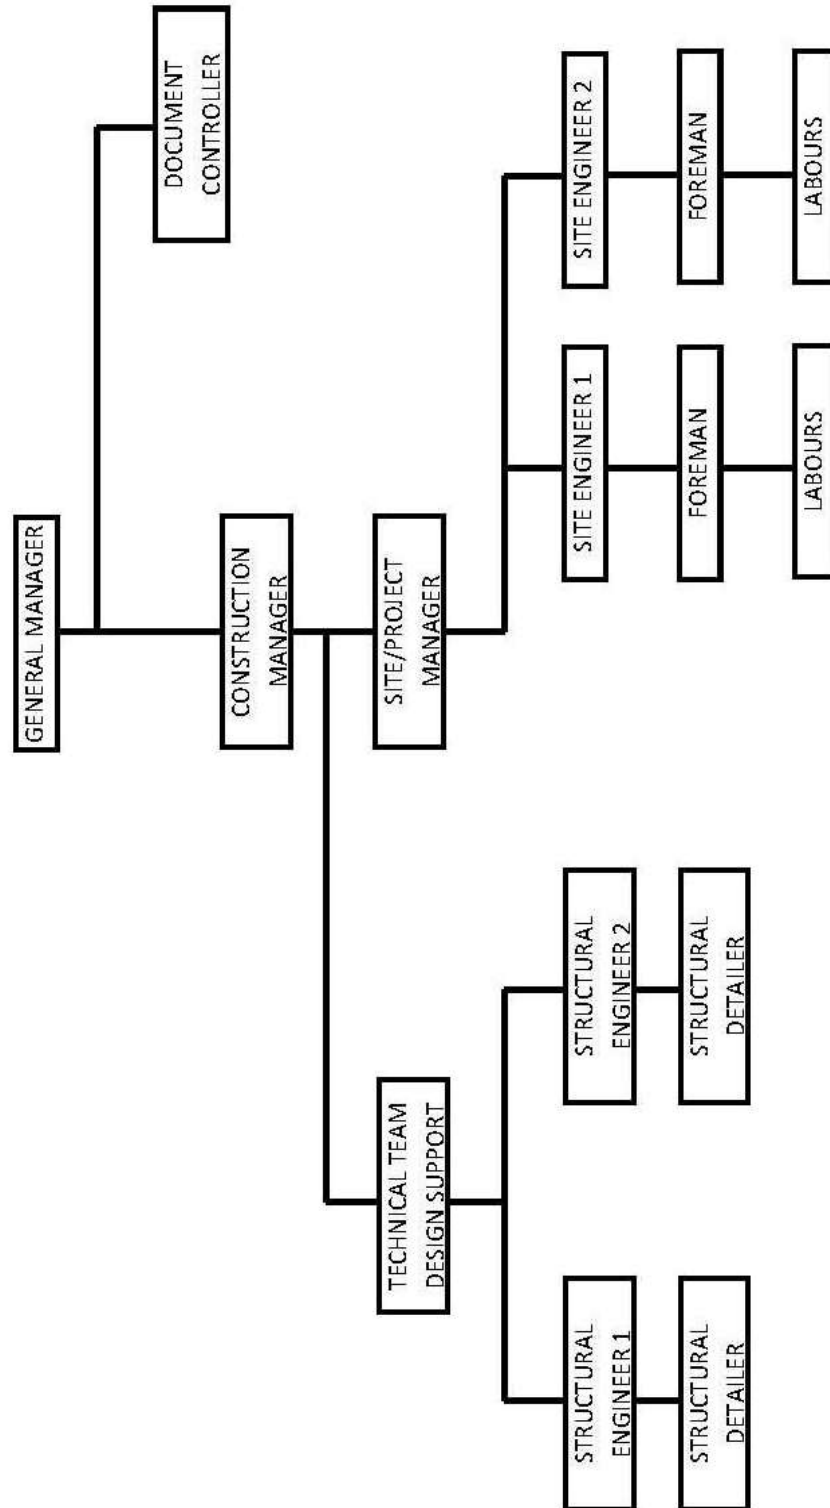 GENERAL MANAGER
DOCUMENT
CONTROLLER
CONSTRUCTION
MANAGER
TECHNICAL TEAM
DESIGN SUPPORT
SITE/PROJECT
MANAGER
STRUCTURAL
ENGINEER 1
STRUCTURAL
ENGINEER 2
SITE ENGINEER 1
SITE ENGINEER 2
STRUCTURAL
DETAILER
STRUCTURAL
DETAILER
FOREMAN
FOREMAN
LABOURS
LABOURS